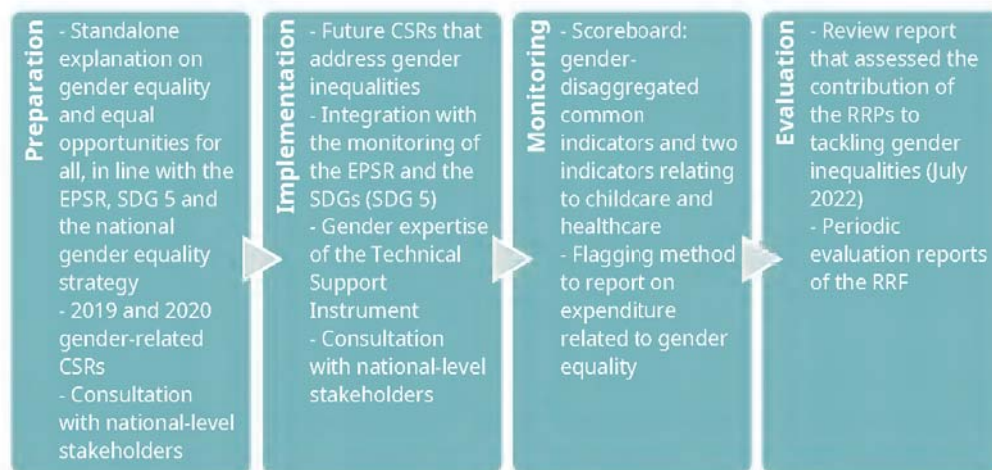 Preparation
- Standalone
explanation on
gender equality
and equal
opportunities for
all, in line with the
EPSR, SDG 5 and
the national
gender equality
strategy
- 2019 and 2020
gender-related
CSRs
- Consultation
with national-level
stakeholders
Implementation
- Future CSRs that
address gender
inequalities
- Integration with
the monitoring of
the EPSR and the
SDGs (SDG 5)
- Gender expertise
of the Technical
Support
Instrument
- Consultation
with national-level
stakeholders
Monitoring
- Scoreboard:
gender-
disaggregated
common
indicators and two
indicators relating
to childcare and
healthcare
- Flagging method
to report on
expenditure
related to gender
equality
Evaluation
- Review report
that assessed the
contribution of
the RRPs to
tackling gender
inequalities (July
2022)
- Periodic
evaluation reports
of the RRF